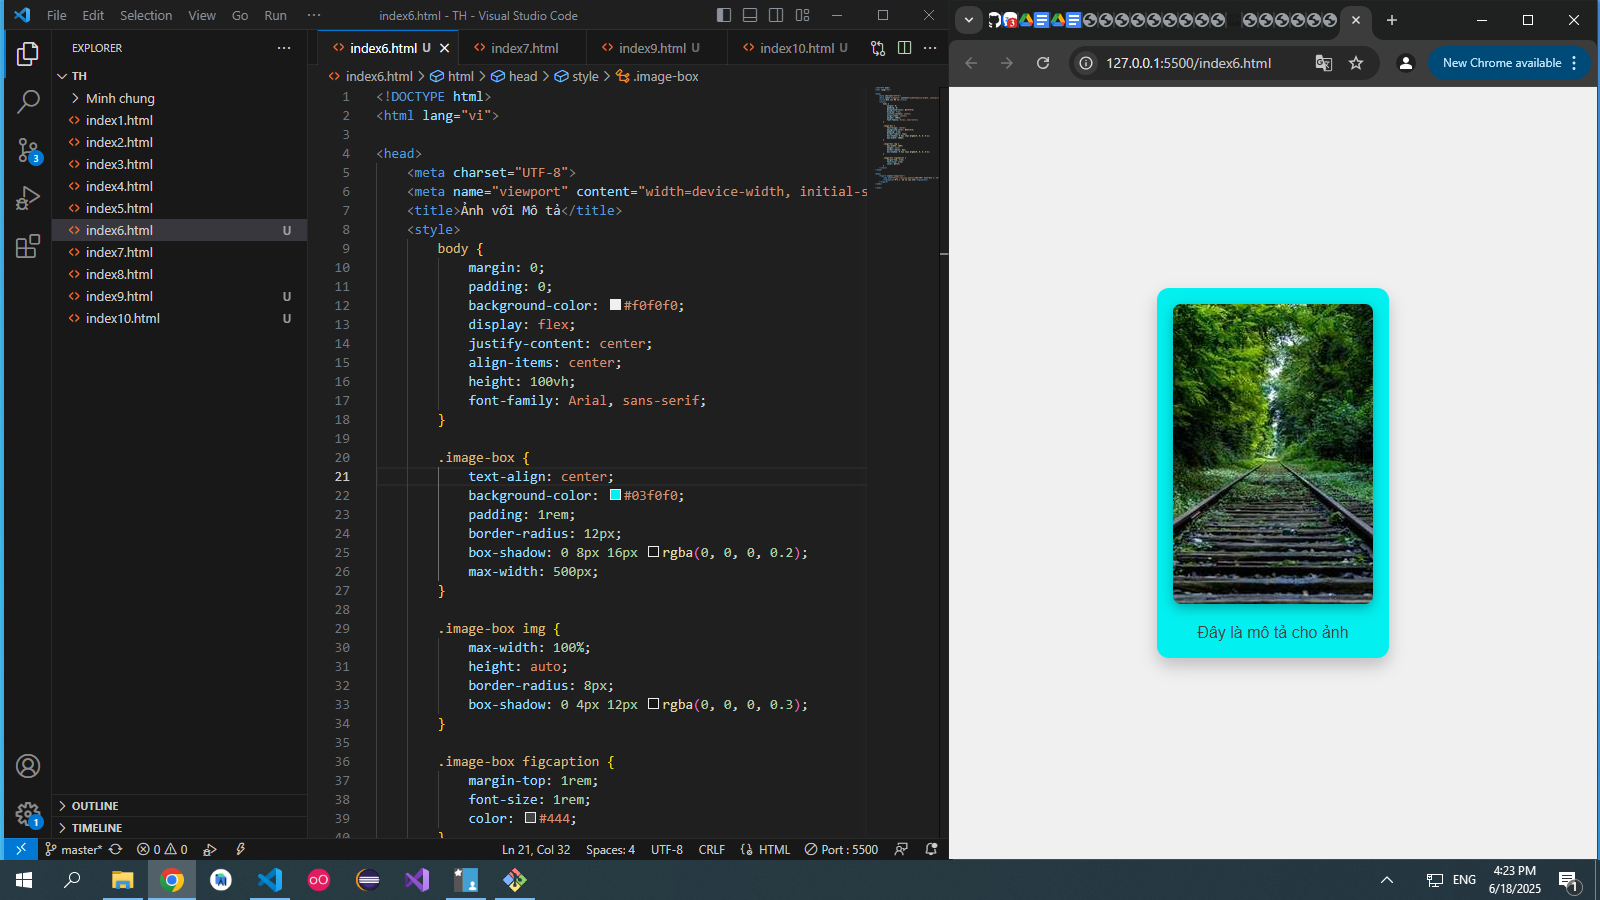 File Edit Selection View Go Run ··· index6.html - TH - Visual Studio Code
EXPLORER ···
TH
Minh chung
index1.html
index2.html
index3.html
index4.html
index5.html
index6.html U
index7.html
index8.html
index9.html U
index10.html U
OUTLINE
TIMELINE
3
1
index6.html U
index7.html
index9.html U
index10.html U
index6.html > html > head > style > .image-box
1 <!DOCTYPE html>
2 <html lang="vi">
3
4 <head>
5 <meta charset="UTF-8">
6 <meta name="viewport" content="width=device-width, initial-s
7 <title>Ảnh với Mô tả</title>
8 <style>
9 body {
10 margin: 0;
11 padding: 0;
12 background-color: #f0f0f0;
13 display: flex;
14 justify-content: center;
15 align-items: center;
16 height: 100vh;
17 font-family: Arial, sans-serif;
18 }
19
20 .image-box {
21 text-align: center;
22 background-color: #03f0f0;
23 padding: 1rem;
24 border-radius: 12px;
25 box-shadow: 0 8px 16px rgba(0, 0, 0, 0.2);
26 max-width: 500px;
27 }
28
29 .image-box img {
30 max-width: 100%;
31 height: auto;
32 border-radius: 8px;
33 box-shadow: 0 4px 12px rgba(0, 0, 0, 0.3);
34 }
35
36 .image-box figcaption {
37 margin-top: 1rem;
38 font-size: 1rem;
39 color: #444;
40 }
master* 0 0 Ln 21, Col 32 Spaces: 4 UTF-8 CRLF HTML Port : 5500
3
127.0.0.1:5500/index6.html New Chrome available
Đây là mô tả cho ảnh
ENG
4:23 PM
6/18/2025
1